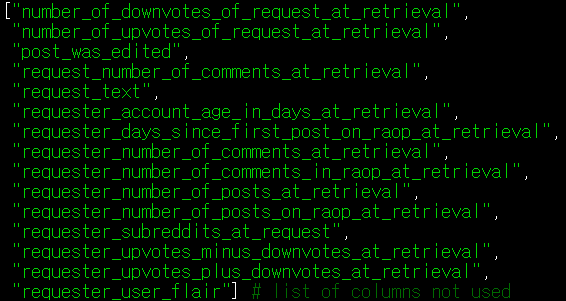 ["number_of_downvotes_of_request_at_retrieval",
"number_of_upvotes_of_request_at_retrieval",
"post_was_edited",
"request_number_of_comments_at_retrieval",
"request_text",
"requester_account_age_in_days_at_retrieval",
"requester_days_since_first_post_on_raop_at_retrieval",
"requester_number_of_comments_at_retrieval",
"requester_number_of_comments_in_raop_at_retrieval",
"requester_number_of_posts_at_retrieval",
"requester_number_of_posts_on_raop_at_retrieval",
"requester_subreddits_at_request",
"requester_upvotes_minus_downvotes_at_retrieval",
"requester_upvotes_plus_downvotes_at_retrieval",
"requester_user_flair"] # list of columns not used